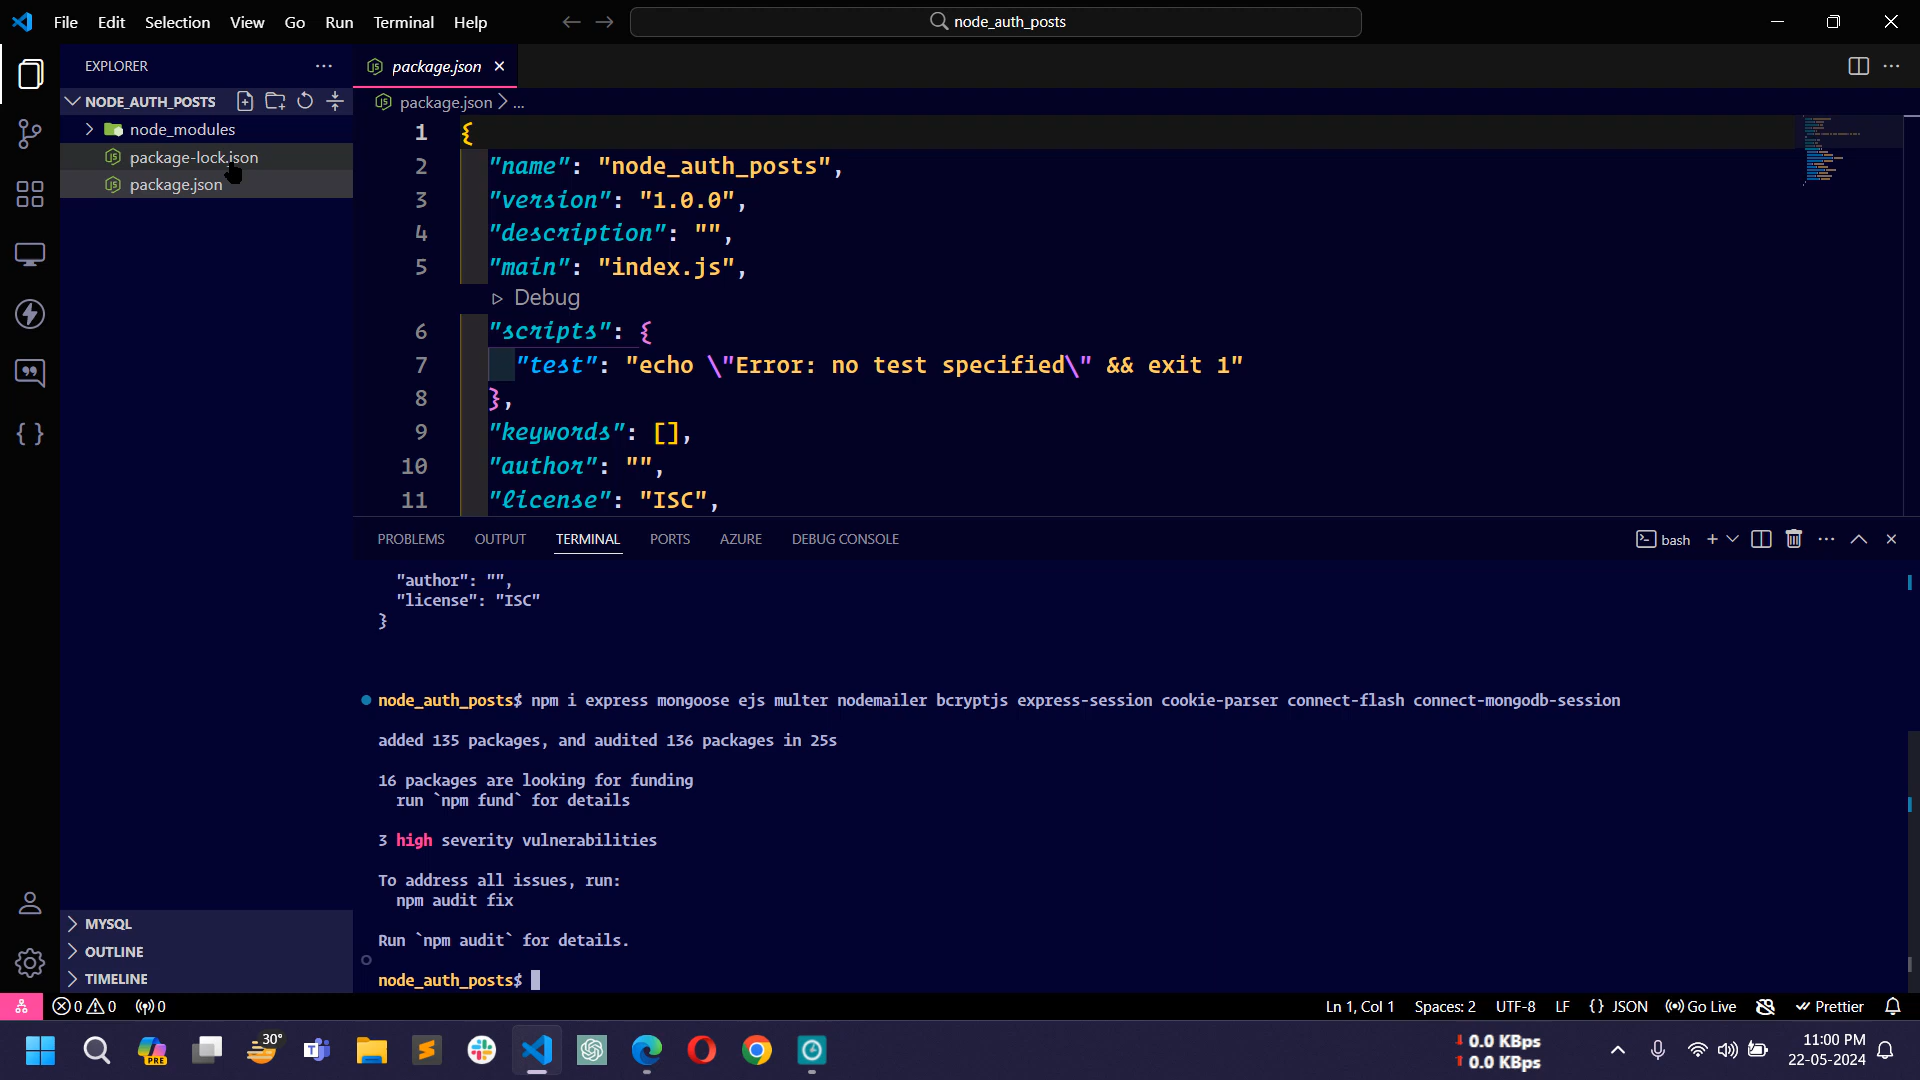 File Edit Selection View Go Run Terminal Help
node_auth_posts
EXPLORER
NODE_AUTH_POSTS
node_modules
package-lock.json
package.json
MYSQL
OUTLINE
TIMELINE
package.json
package.json > ...
1 {
2 "name": "node_auth_posts",
3 "version": "1.0.0",
4 "description": "",
5 "main": "index.js",
Debug
6 "scripts": {
7 "test": "echo \"Error: no test specified\" && exit 1"
8 },
9 "keywords": [],
10 "author": "",
11 "license": "ISC",
PROBLEMS OUTPUT TERMINAL PORTS AZURE DEBUG CONSOLE
bash
"author": "",
"license": "ISC"
}
node_auth_posts$ npm i express mongoose ejs multer nodemailer bcryptjs express-session cookie-parser connect-flash connect-mongodb-session
added 135 packages, and audited 136 packages in 25s
16 packages are looking for funding
run `npm fund` for details
3 high severity vulnerabilities
To address all issues, run:
npm audit fix
Run `npm audit` for details.
node_auth_posts$
0 0 0
Ln 1, Col 1 Spaces: 2 UTF-8 LF {} JSON Go Live Prettier
PRE
30°
0.0 KBps
0.0 KBps
11:00 PM
22-05-2024